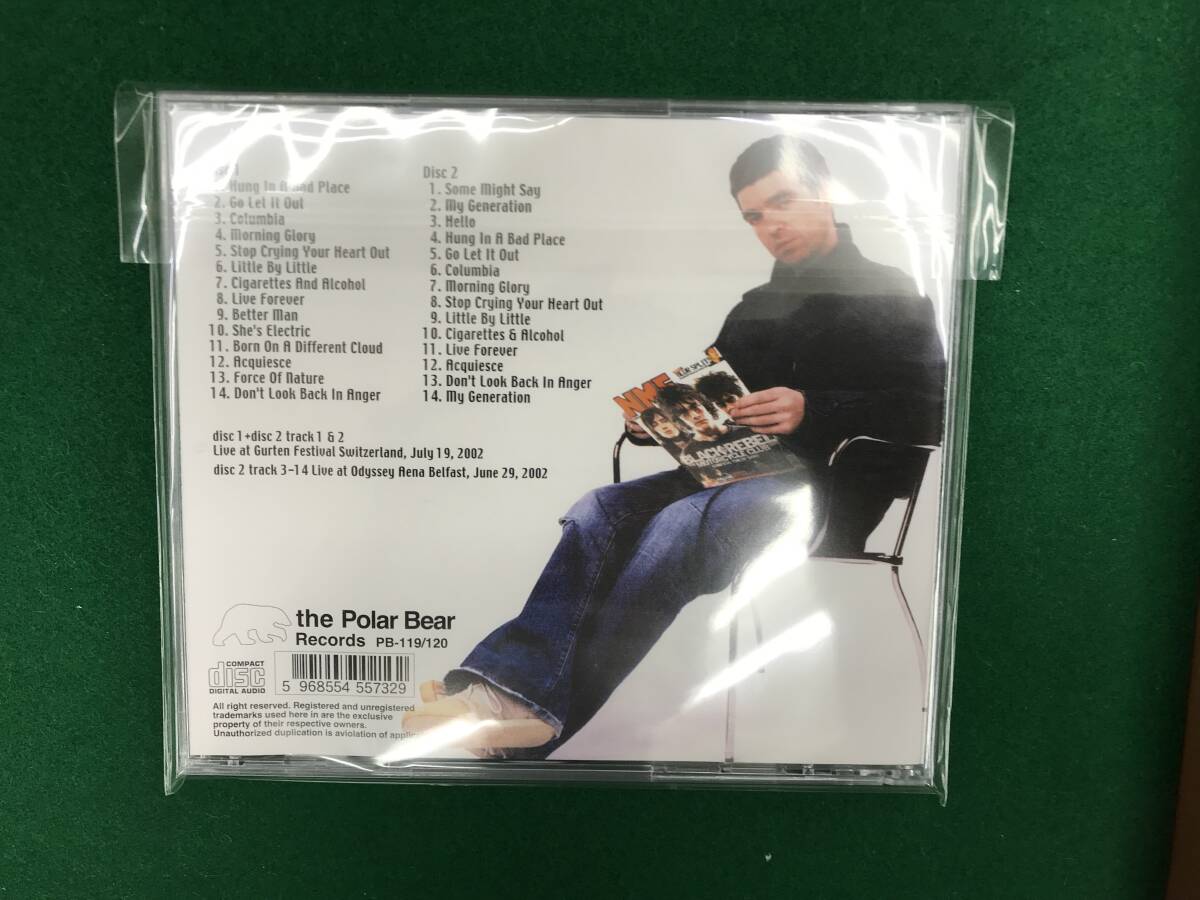 Hung In A Bad Place
2. Go Let It Out
3. Columbia
4. Morning Glory
5. Stop Crying Your Heart Out
6. Little By Little
7. Cigarettes And Alcohol
8. Live Forever
9. Better Man
10. She's Electric
11. Born On A Different Cloud
12. Acquiesce
13. Force Of Nature
14. Don't Look Back In Anger
Disc 2
1. Some Might Say
2. My Generation
3. Hello
4. Hung In A Bad Place
5. Go Let It Out
6. Columbia
7. Morning Glory
8. Stop Crying Your Heart Out
9. Little By Little
10. Cigarettes & Alcohol
11. Live Forever
12. Acquiesce
13. Don't Look Back In Anger
14. My Generation
disc 1+disc 2 track 1 & 2
Live at Gurten Festival Switzerland, July 19, 2002
disc 2 track 3-14 Live at Odyssey Aena Belfast, June 29, 2002
NME
SPLIT
BLACK REBEL
MOTORCYCLE CLUB
the Polar Bear
Records PB-119/120
COMPACT
disc
DIGITAL AUDIO
5 968554 557329
All right reserved. Registered and unregistered
trademarks used here in are the exclusive
property of their respective owners.
Unauthorized duplication is aviolation of